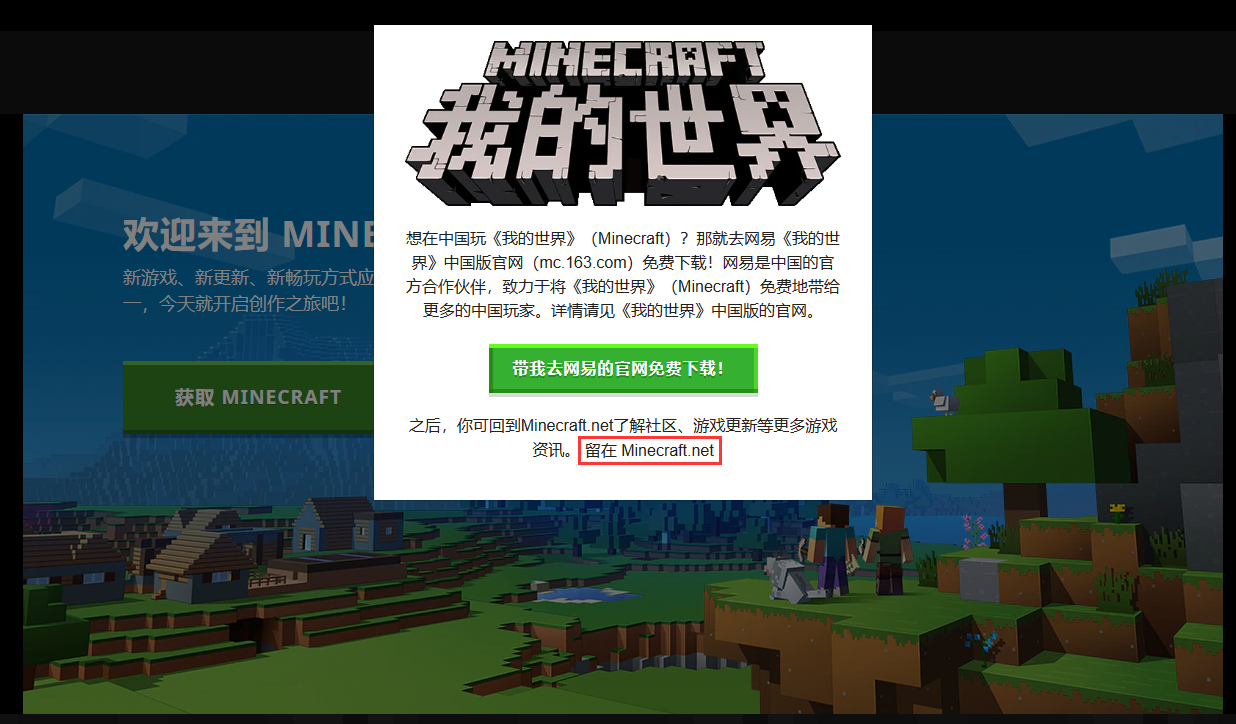 MINECRAFT
我的世界
想在中国玩《我的世界》（Minecraft）？那就去网易《我的世
界》中国版官网（mc.163.com）免费下载！网易是中国的官
方合作伙伴，致力于将《我的世界》（Minecraft）免费地带给
更多的中国玩家。详情请见《我的世界》中国版的官网。
带我去网易的官网免费下载！
之后，你可回到Minecraft.net了解社区、游戏更新等更多游戏
资讯。留在 Minecraft.net
欢迎来到 MINE
新游戏、新更新、新畅玩方式应
一，今天就开启创作之旅吧！
获取 MINECRAFT